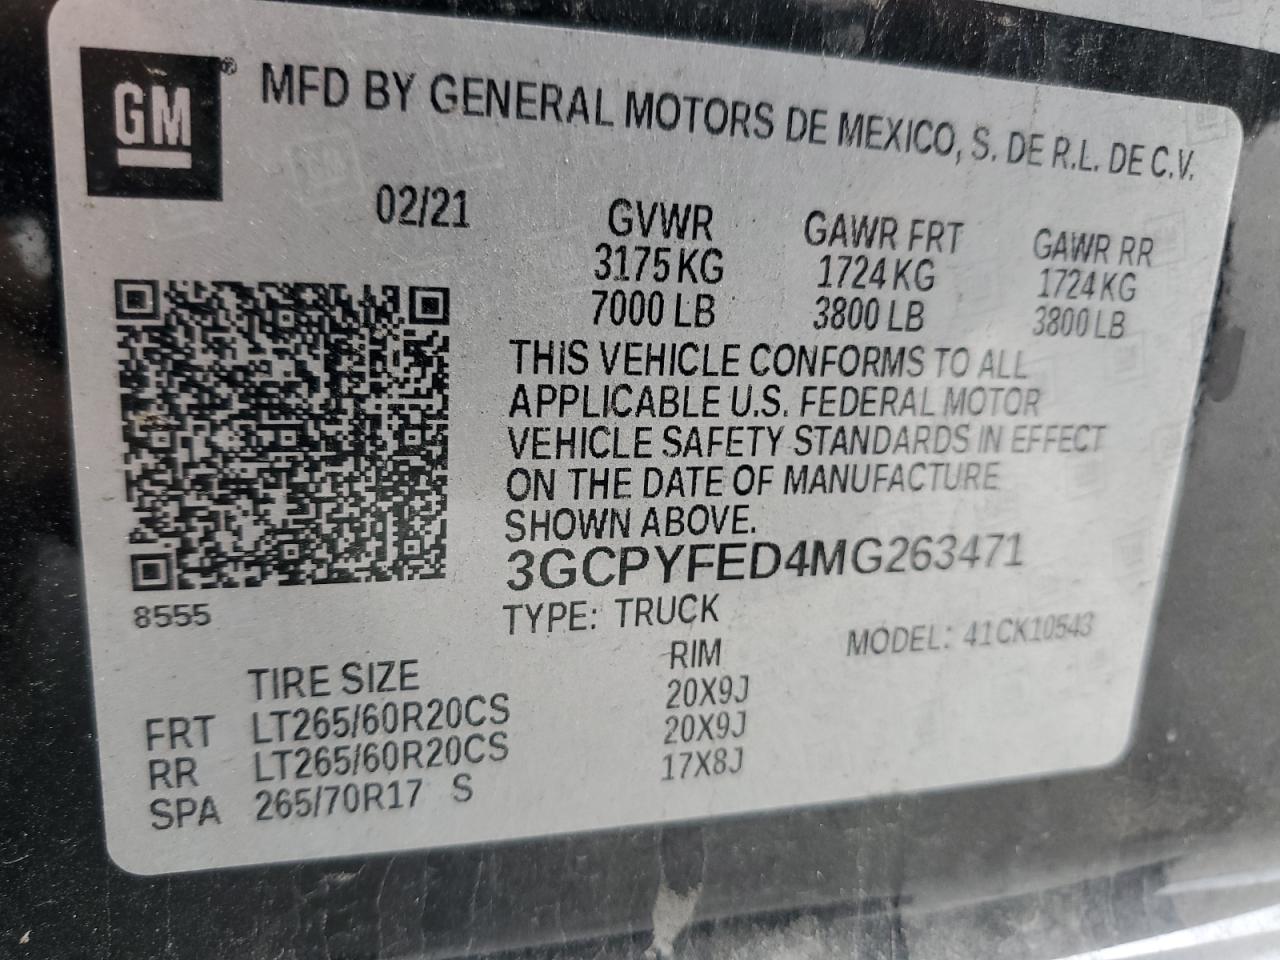 GM ® MFD BY GENERAL MOTORS DE MEXICO, S. DE R.L. DE C.V.
02/21
GVWR GAWR FRT GAWR RR
3175 KG 1724 KG 1724 KG
7000 LB 3800 LB 3800 LB
THIS VEHICLE CONFORMS TO ALL
APPLICABLE U.S. FEDERAL MOTOR
VEHICLE SAFETY STANDARDS IN EFFECT
ON THE DATE OF MANUFACTURE
SHOWN ABOVE.
3GCPYFED4MG263471
8555
TYPE: TRUCK MODEL: 41CK10543
TIRE SIZE RIM
FRT LT265/60R20CS 20X9J
RR LT265/60R20CS 20X9J
SPA 265/70R17 S 17X8J